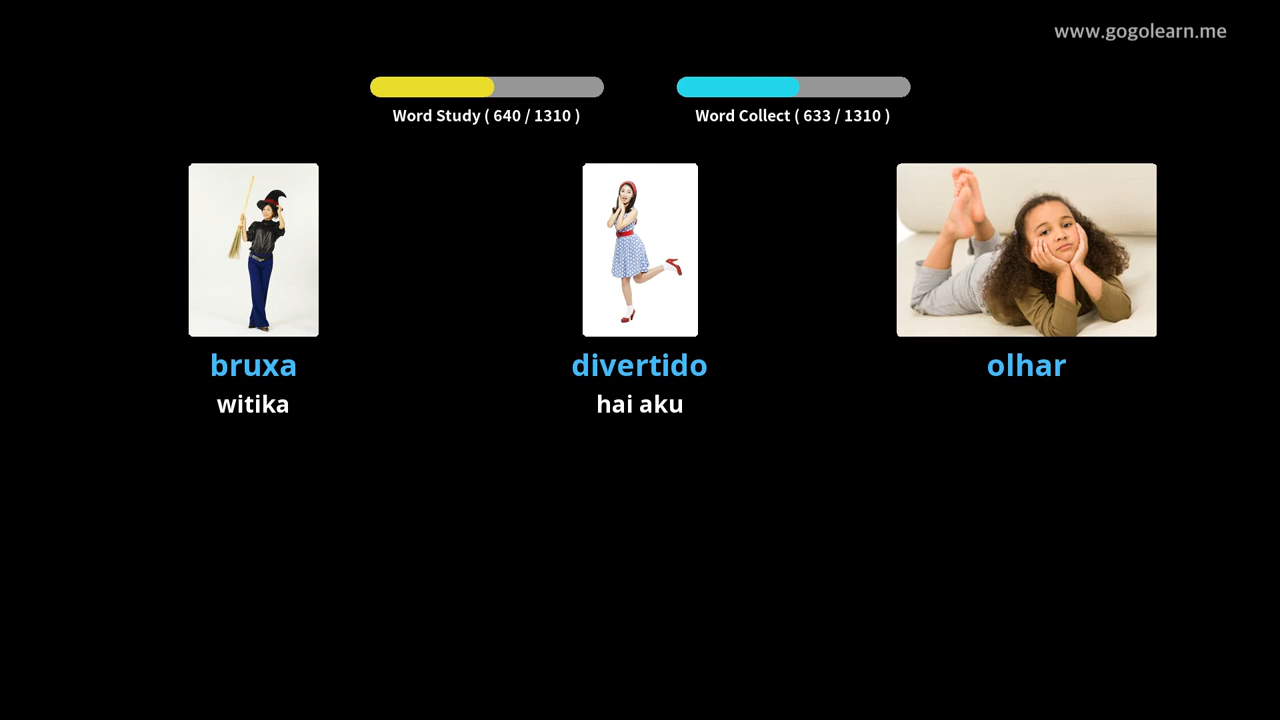 www.gogolearn.me
Word Study ( 640 / 1310 )
Word Collect ( 633 / 1310 )
bruxa
witika
divertido
hai aku
olhar